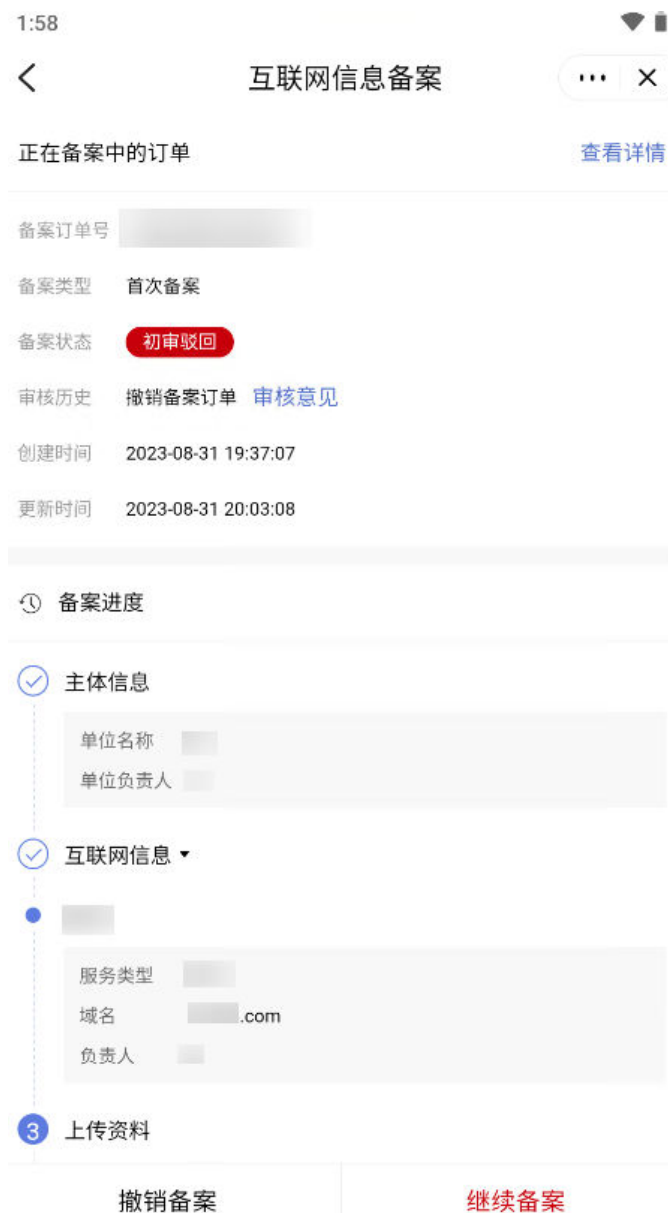 1:58
互联网信息备案
正在备案中的订单 查看详情
备案订单号
备案类型 首次备案
备案状态 初审驳回
审核历史 撤销备案订单 审核意见
创建时间 2023-08-31 19:37:07
更新时间 2023-08-31 20:03:08
备案进度
主体信息
单位名称
单位负责人
互联网信息
服务类型
域名 .com
负责人
3 上传资料
撤销备案 继续备案